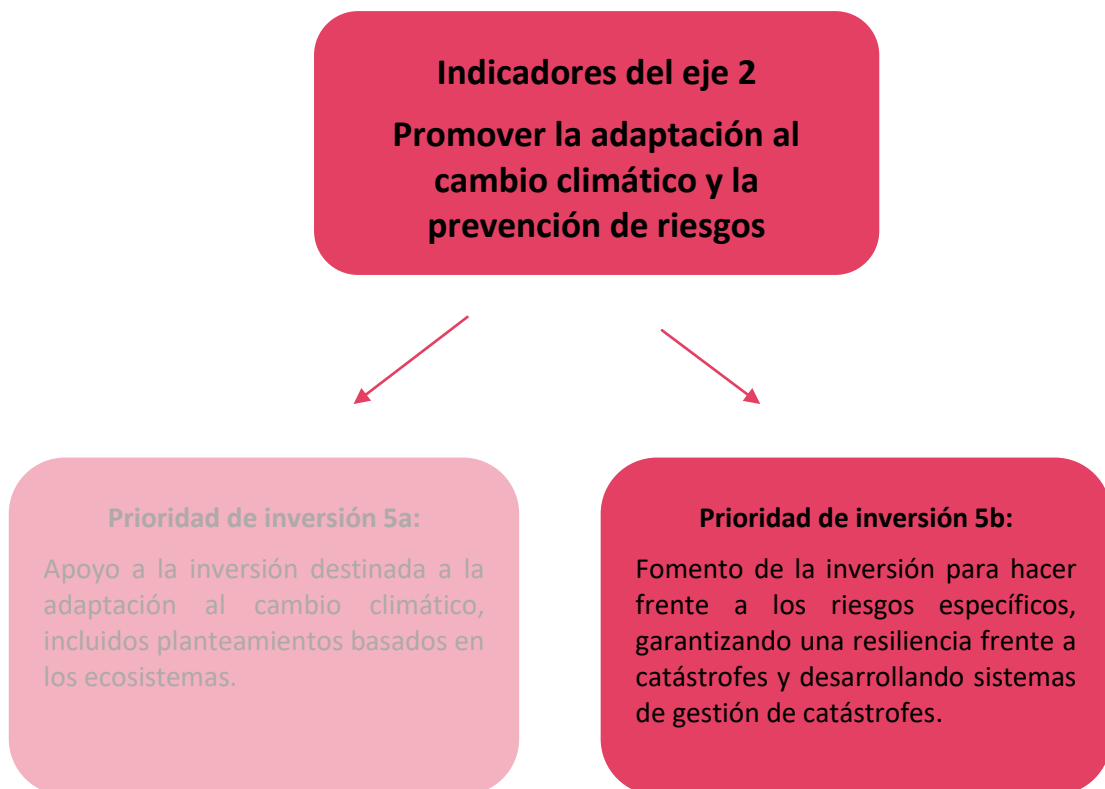 Indicadores del eje 2
Promover la adaptación al
cambio climático y la
prevención de riesgos
Prioridad de inversión 5a:
Apoyo a la inversión destinada a la
adaptación al cambio climático,
incluidos planteamientos basados en
los ecosistemas.
Prioridad de inversión 5b:
Fomento de la inversión para hacer
frente a los riesgos específicos,
garantizando una resiliencia frente a
catástrofes y desarrollando sistemas
de gestión de catástrofes.